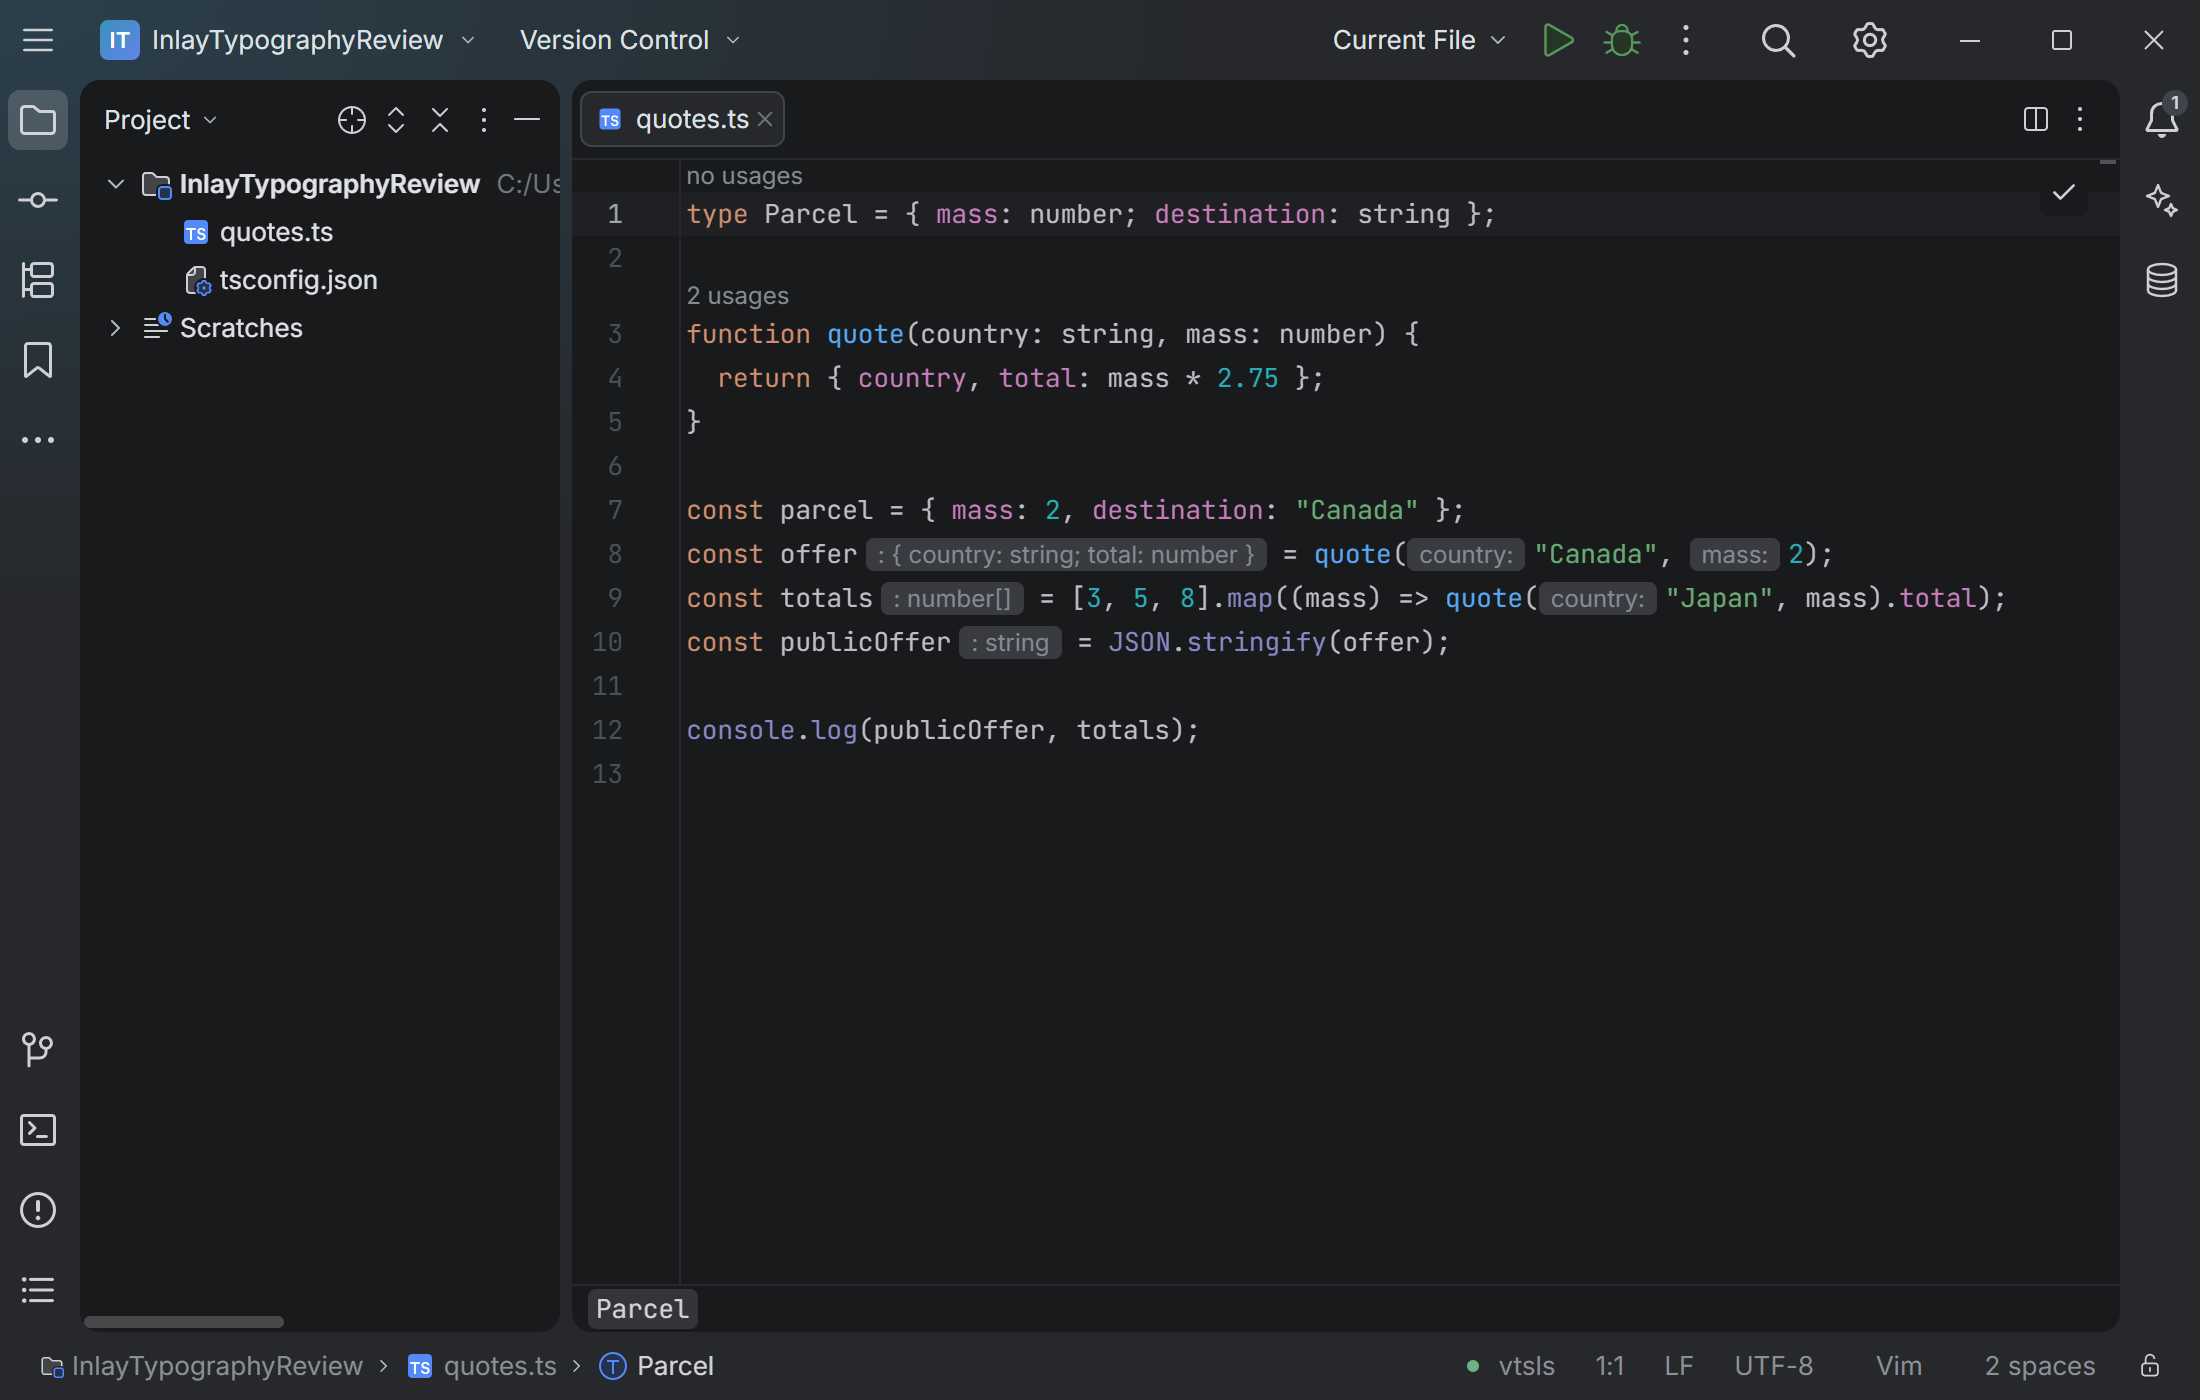 IT InlayTypographyReview Version Control Current File
Project
quotes.ts
1
InlayTypographyReview C:/Us
TS quotes.ts
tsconfig.json
Scratches
no usages
1 type Parcel = { mass: number; destination: string };
2
2 usages
3 function quote(country: string, mass: number) {
4 return { country, total: mass * 2.75 };
5 }
6
7 const parcel = { mass: 2, destination: "Canada" };
8 const offer : { country: string; total: number } = quote( country: "Canada", mass: 2);
9 const totals : number[] = [3, 5, 8].map((mass) => quote( country: "Japan", mass).total);
10 const publicOffer : string = JSON.stringify(offer);
11
12 console.log(publicOffer, totals);
13
Parcel
InlayTypographyReview › TS quotes.ts › T Parcel vtsls 1:1 LF UTF-8 Vim 2 spaces